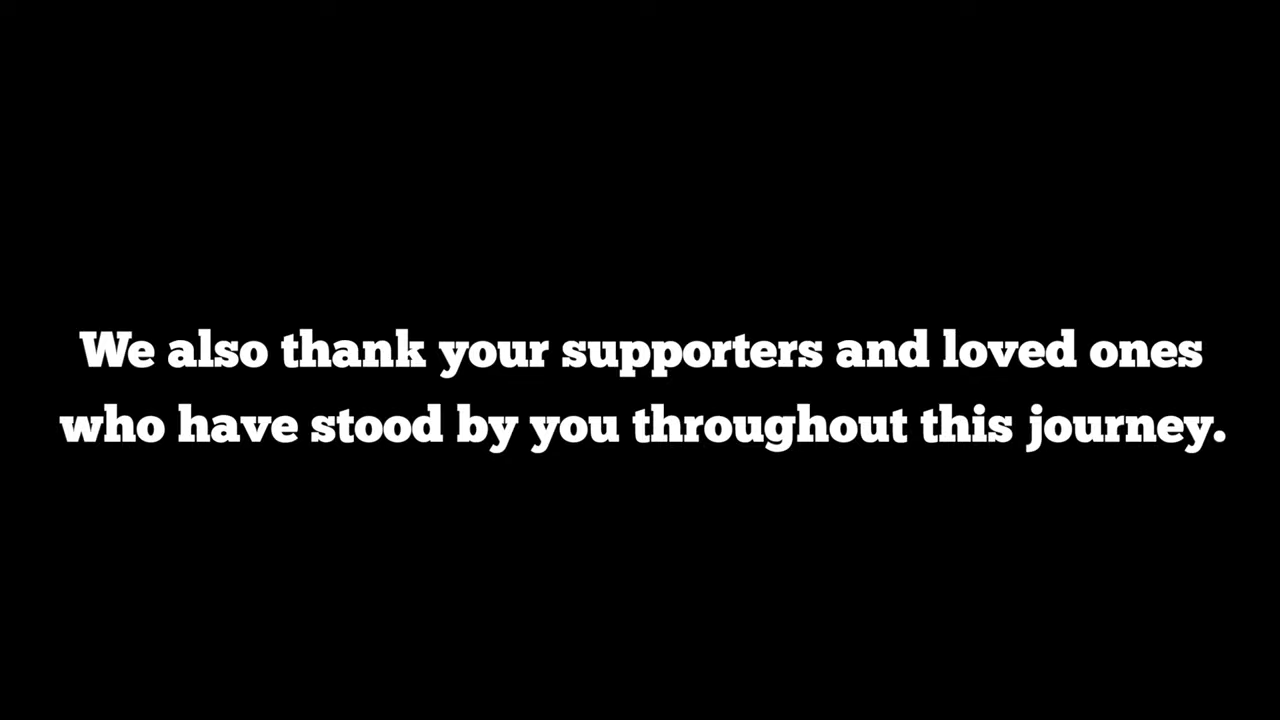 We also thank your supporters and loved ones
who have stood by you throughout this journey.